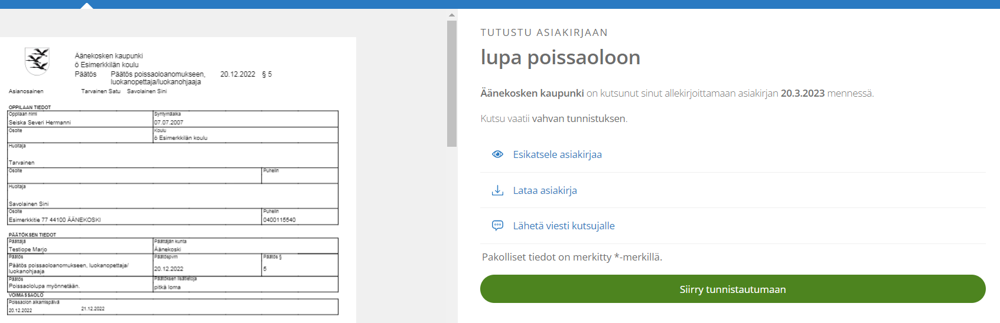 Äänekosken kaupunki
ö Esimerkkilän koulu
Päätös Päätös poissaoloanomukseen, 20.12.2022 § 5
luokanopettaja/luokanohjaaja
Asianosainen Tarvainen Satu Savolainen Sini
OPPILAAN TIEDOT
Oppilaan nimi Syntymäaika
Seiska Severi Hermanni 07.07.2007
Osoite Koulu
ö Esimerkkilän koulu
Huoltaja
Tarvainen
Osoite Puhelin
Huoltaja
Savolainen Sini
Osoite Puhelin
Esimerkkitie 77 44100 ÄÄNEKOSKI 0400115540
PÄÄTÖKSEN TIEDOT
Päättäjä Päättäjän kunta
Testiope Marjo Äänekoski
Päätös Päätöspvm Päätös §
Päätös poissaoloanomukseen, luokanopettaja/ 20.12.2022 5
luokanohjaaja
Päätös Päätöksen lisätietoja
Poissaololupa myönnetään. pitkä loma
VOIMASSAOLO
Poissaolon alkamispäivä
20.12.2022 21.12.2022
TUTUSTU ASIAKIRJAAN
lupa poissaoloon
Äänekosken kaupunki on kutsunut sinut allekirjoittamaan asiakirjan 20.3.2023 mennessä.
Kutsu vaatii vahvan tunnistuksen.
Esikatsele asiakirjaa
Lataa asiakirja
Lähetä viesti kutsujalle
Pakolliset tiedot on merkitty *-merkillä.
Siirry tunnistautumaan